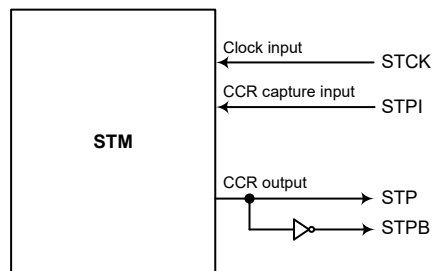 Clock input
STCK
CCR capture input
STPI
STM
CCR output
STP
STPB